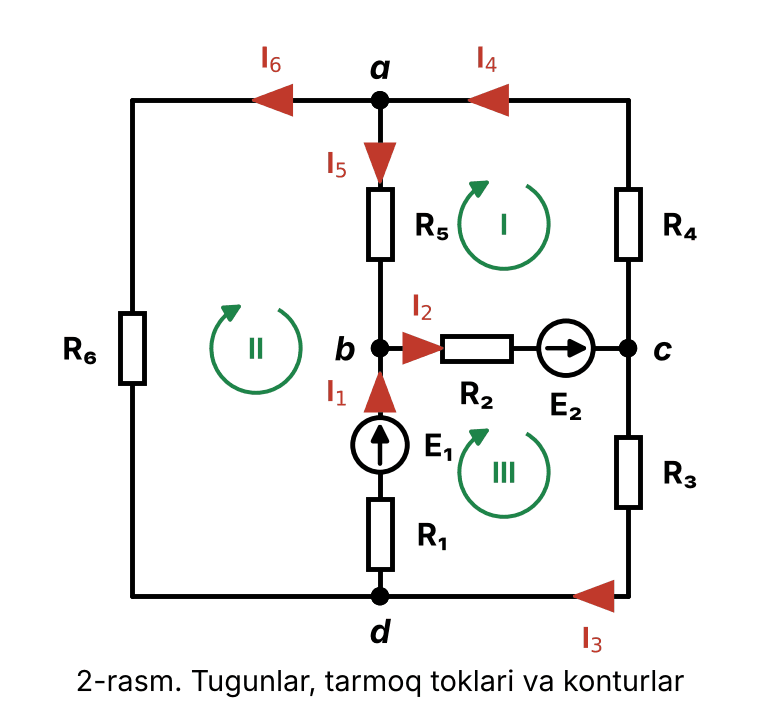 I₆
a
I₄
I₅
R₅
I
R₄
I₂
R₆
II
b
c
R₂
E₂
I₁
E₁
III
R₃
R₁
d
I₃
2-rasm. Tugunlar, tarmoq toklari va konturlar